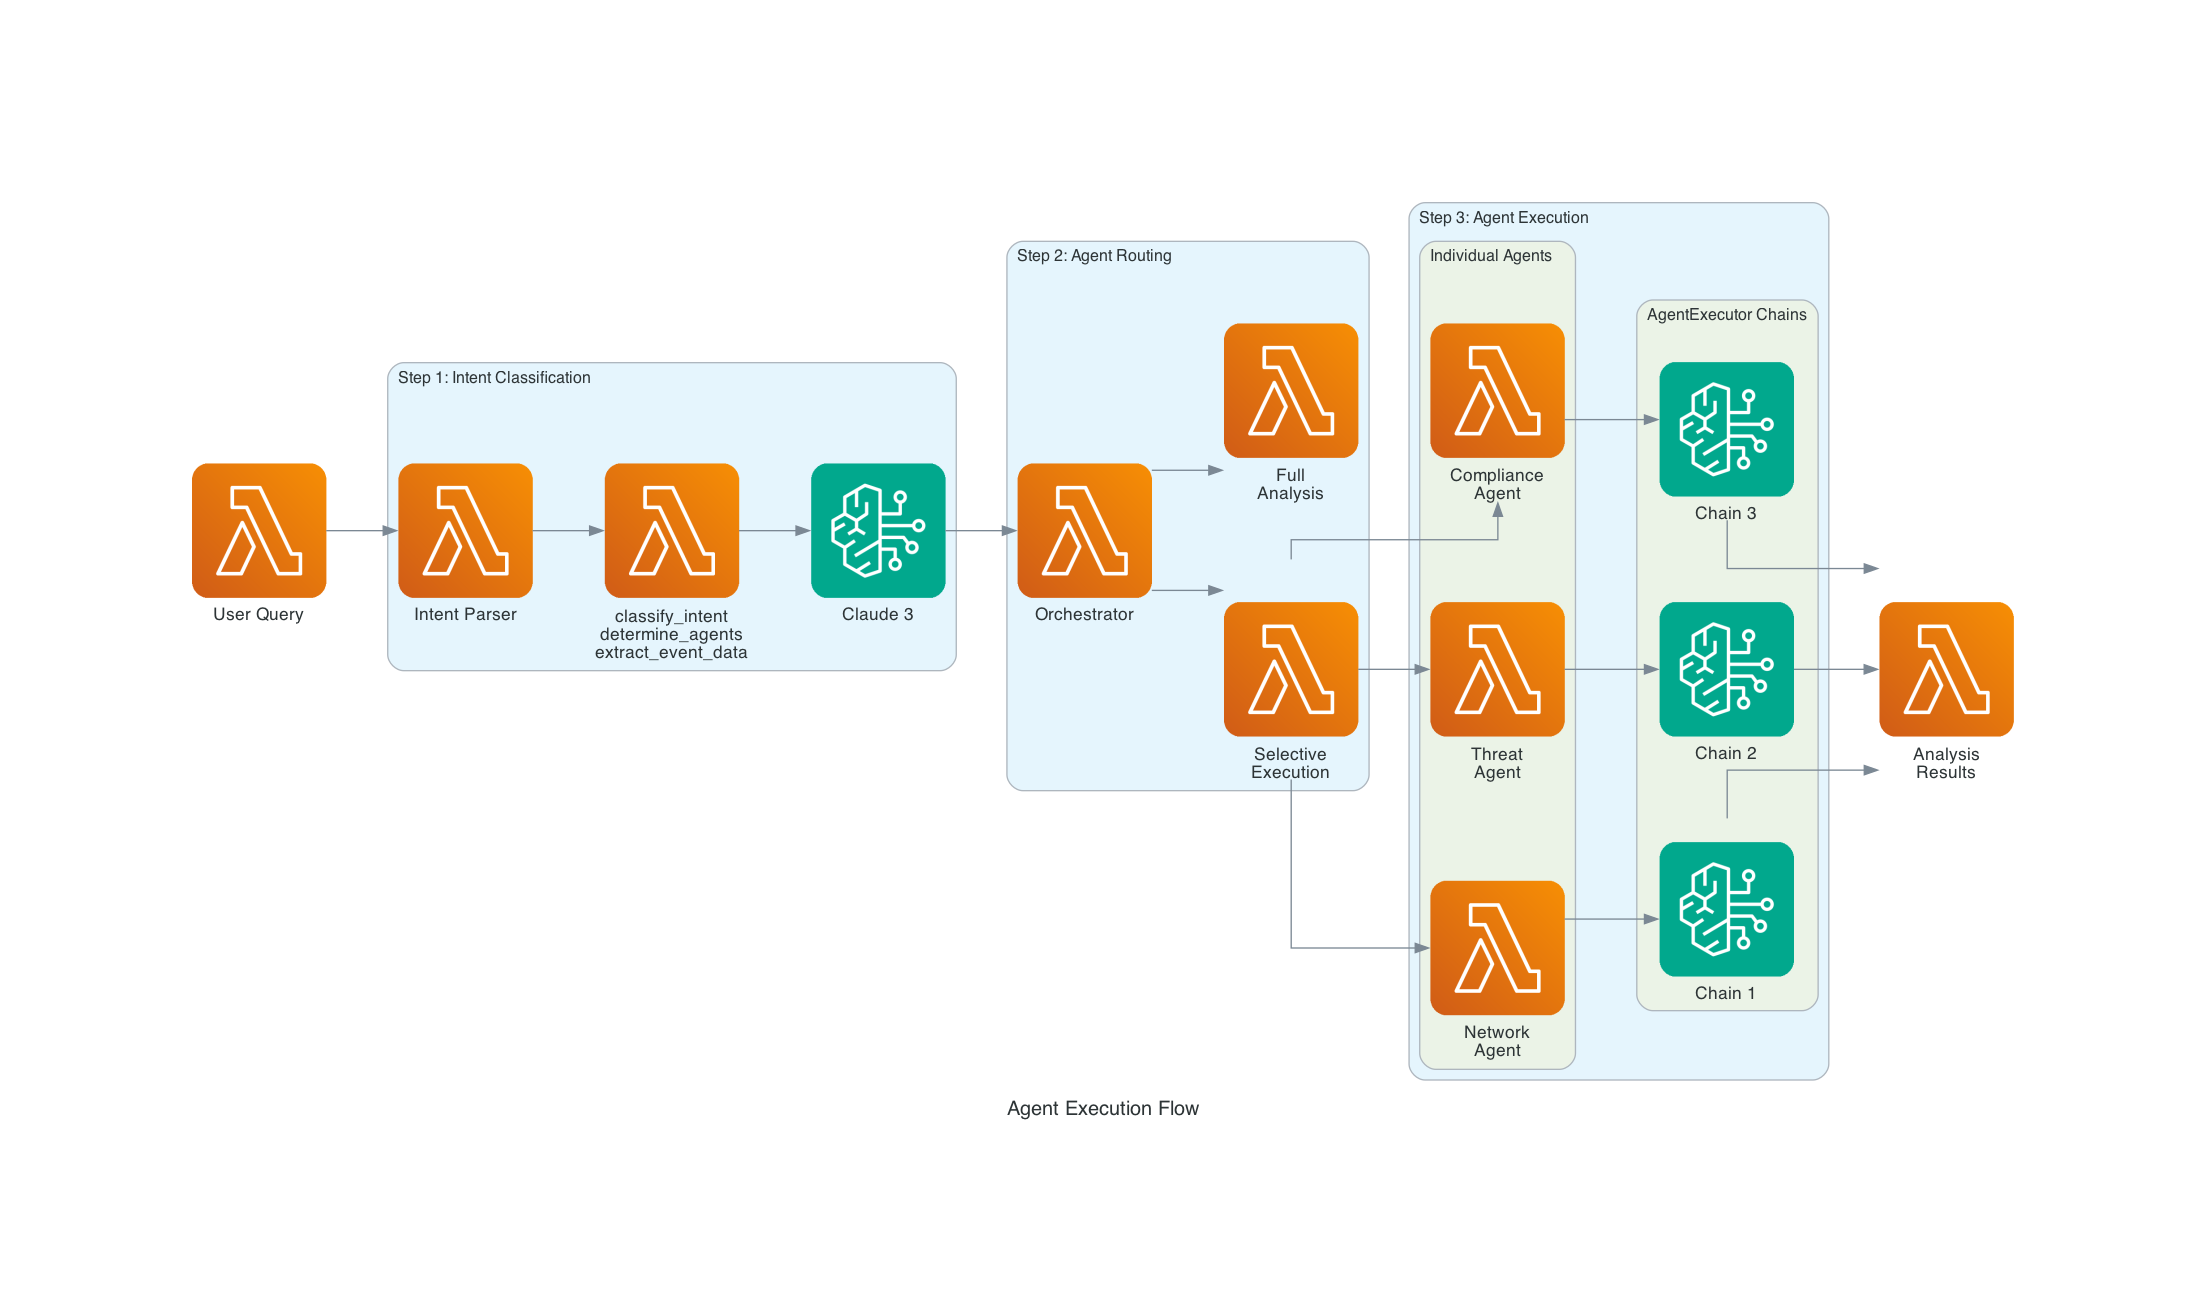 User Query
Step 1: Intent Classification
Intent Parser
classify_intent
determine_agents
extract_event_data
Claude 3
Step 2: Agent Routing
Orchestrator
Full
Analysis
Selective
Execution
Step 3: Agent Execution
Individual Agents
Compliance
Agent
Threat
Agent
Network
Agent
AgentExecutor Chains
Chain 3
Chain 2
Chain 1
Analysis
Results
Agent Execution Flow